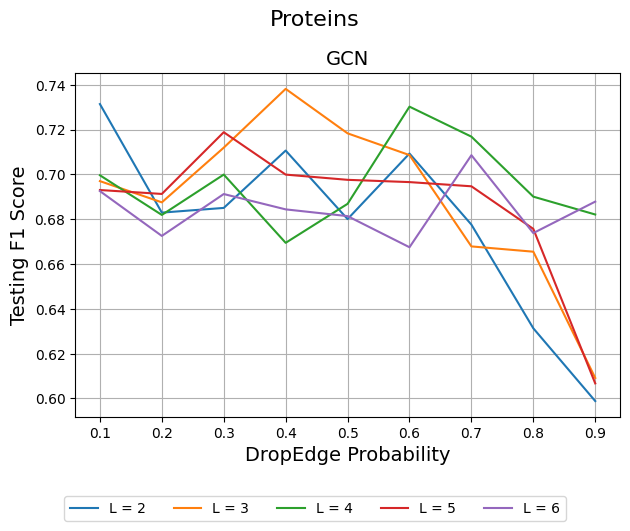 Proteins
GCN
Testing F1 Score
0.74
0.72
0.70
0.68
0.66
0.64
0.62
0.60
0.1 0.2 0.3 0.4 0.5 0.6 0.7 0.8 0.9
DropEdge Probability
L = 2 L = 3 L = 4 L = 5 L = 6